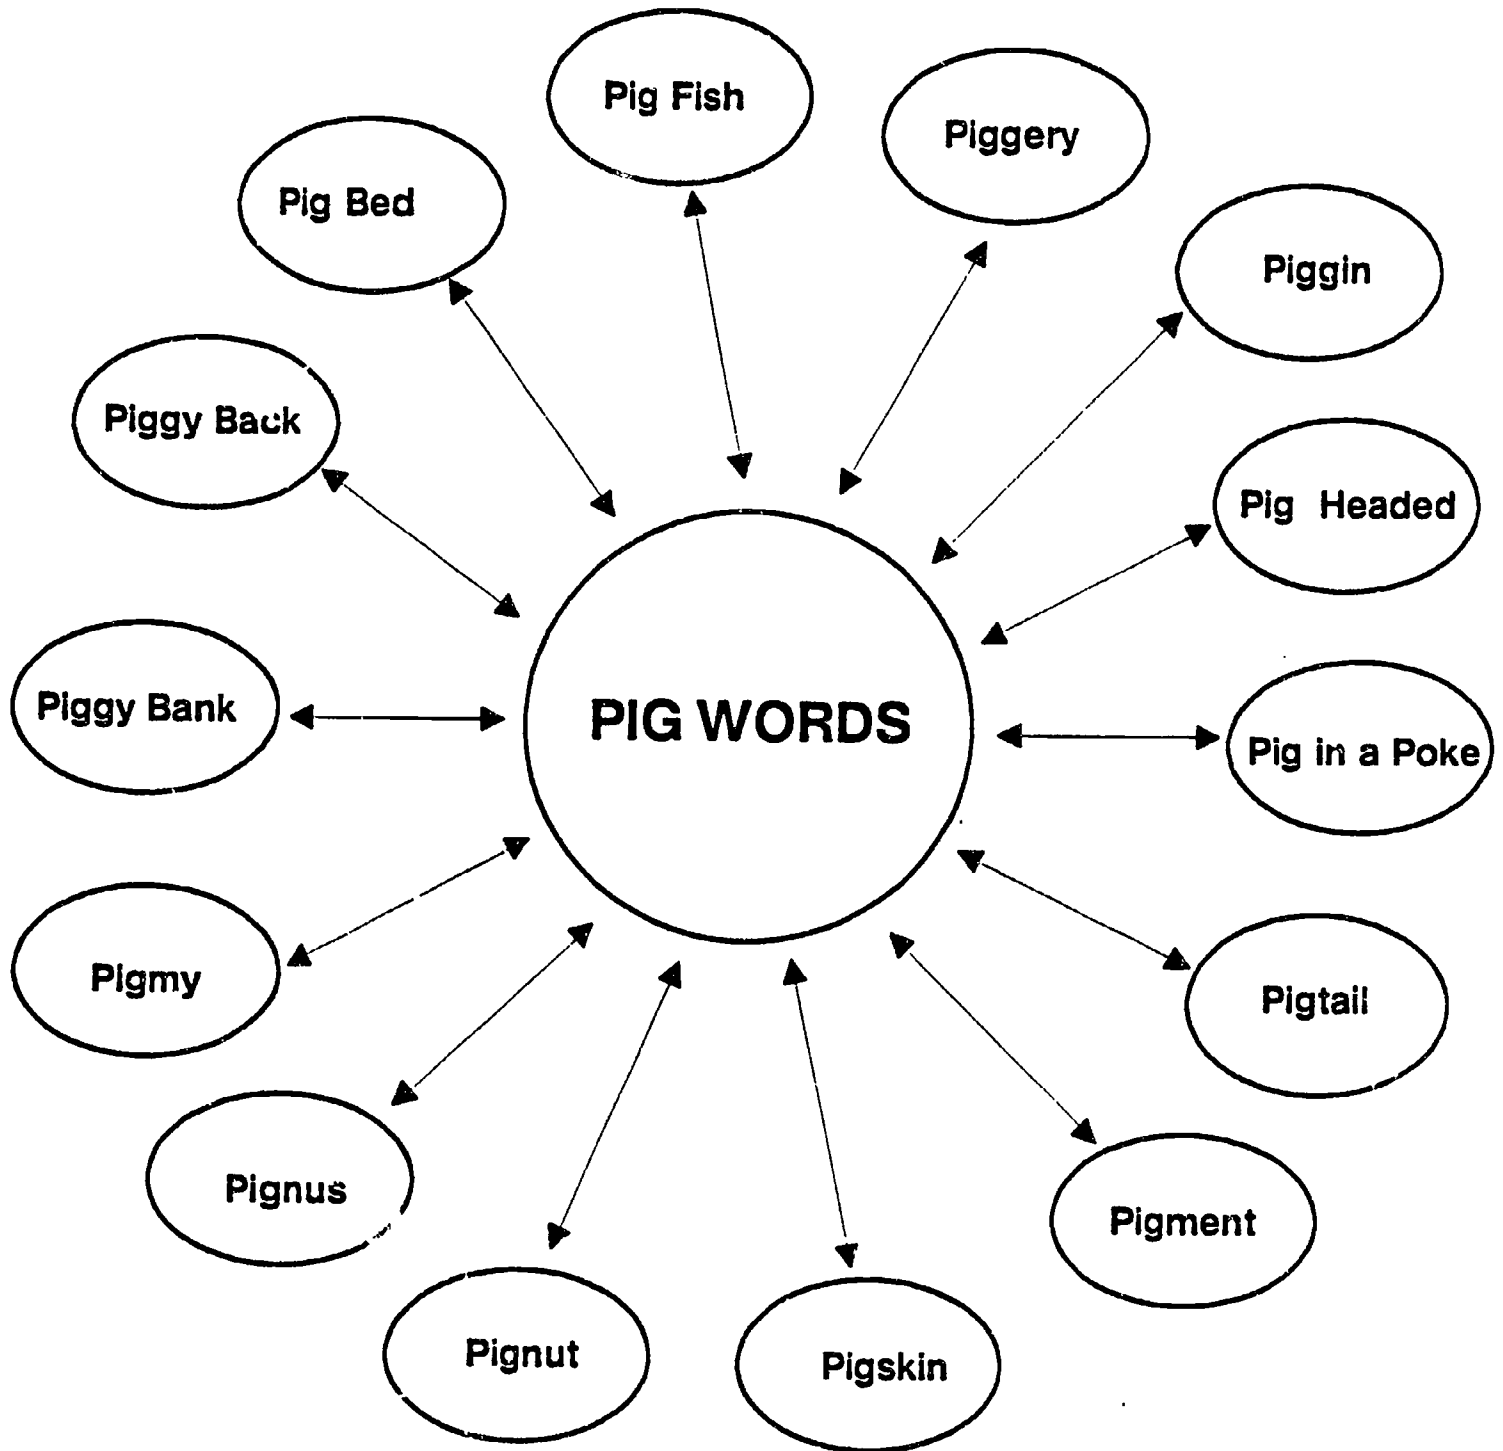 Pig Fish
Piggery
Pig Bed
Piggin
Piggy Back
Pig Headed
Piggy Bank
PIG WORDS
Pig in a Poke
Pigmy
Pigtail
Pignus
Pigment
Pignut
Pigskin